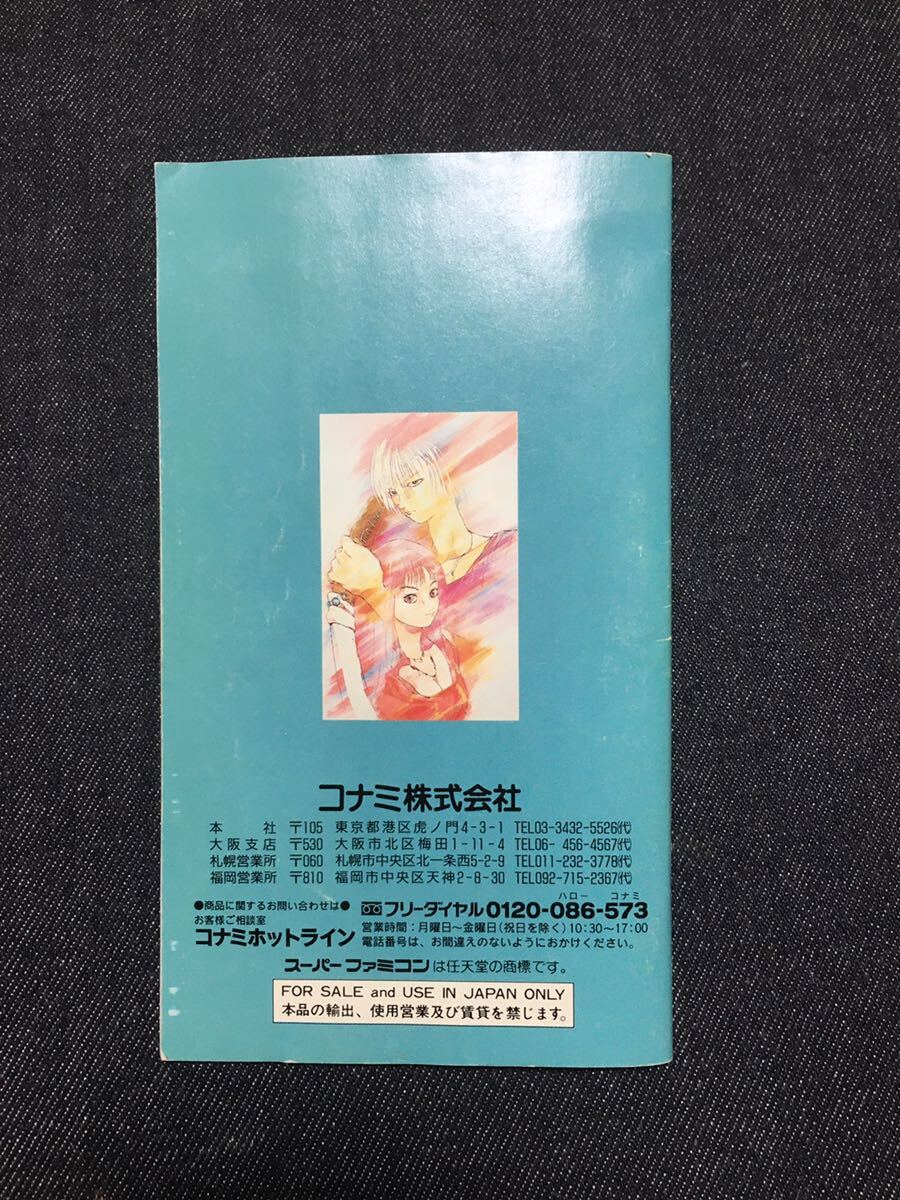 コナミ株式会社
本　　社 〒105 東京都港区虎ノ門4-3-1 TEL03-3432-5526(代)
大阪支店 〒530 大阪市北区梅田1-11-4 TEL06-456-4567(代)
札幌営業所 〒060 札幌市中央区北一条西5-2-9 TEL011-232-3778(代)
福岡営業所 〒810 福岡市中央区天神2-8-30 TEL092-715-2367(代)
●商品に関するお問い合わせは●
お客様ご相談室
コナミホットライン
ハロー　コナミ
フリーダイヤル0120-086-573
営業時間：月曜日～金曜日(祝日を除く)10:30～17:00
電話番号は、お間違えのないようにおかけください。
スーパーファミコンは任天堂の商標です。
FOR SALE and USE IN JAPAN ONLY
本品の輸出、使用営業及び賃貸を禁じます。